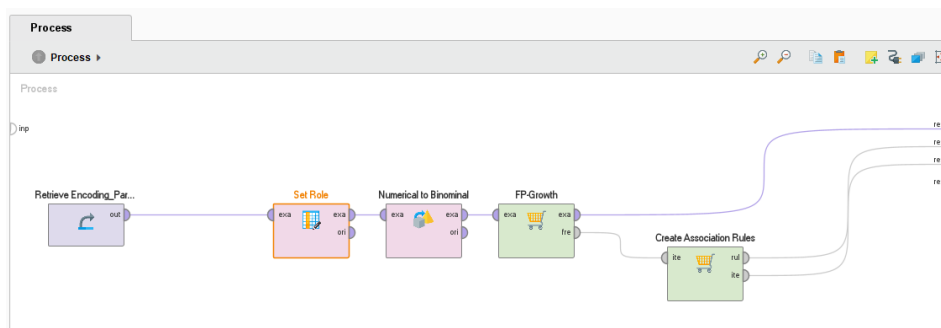 Process
Process
Process
inp
re
re
re
re
Retrieve Encoding_Par...
out
Set Role
exa
exa
ori
Numerical to Binominal
exa
exa
ori
FP-Growth
exa
exa
fre
Create Association Rules
ite
rul
ite